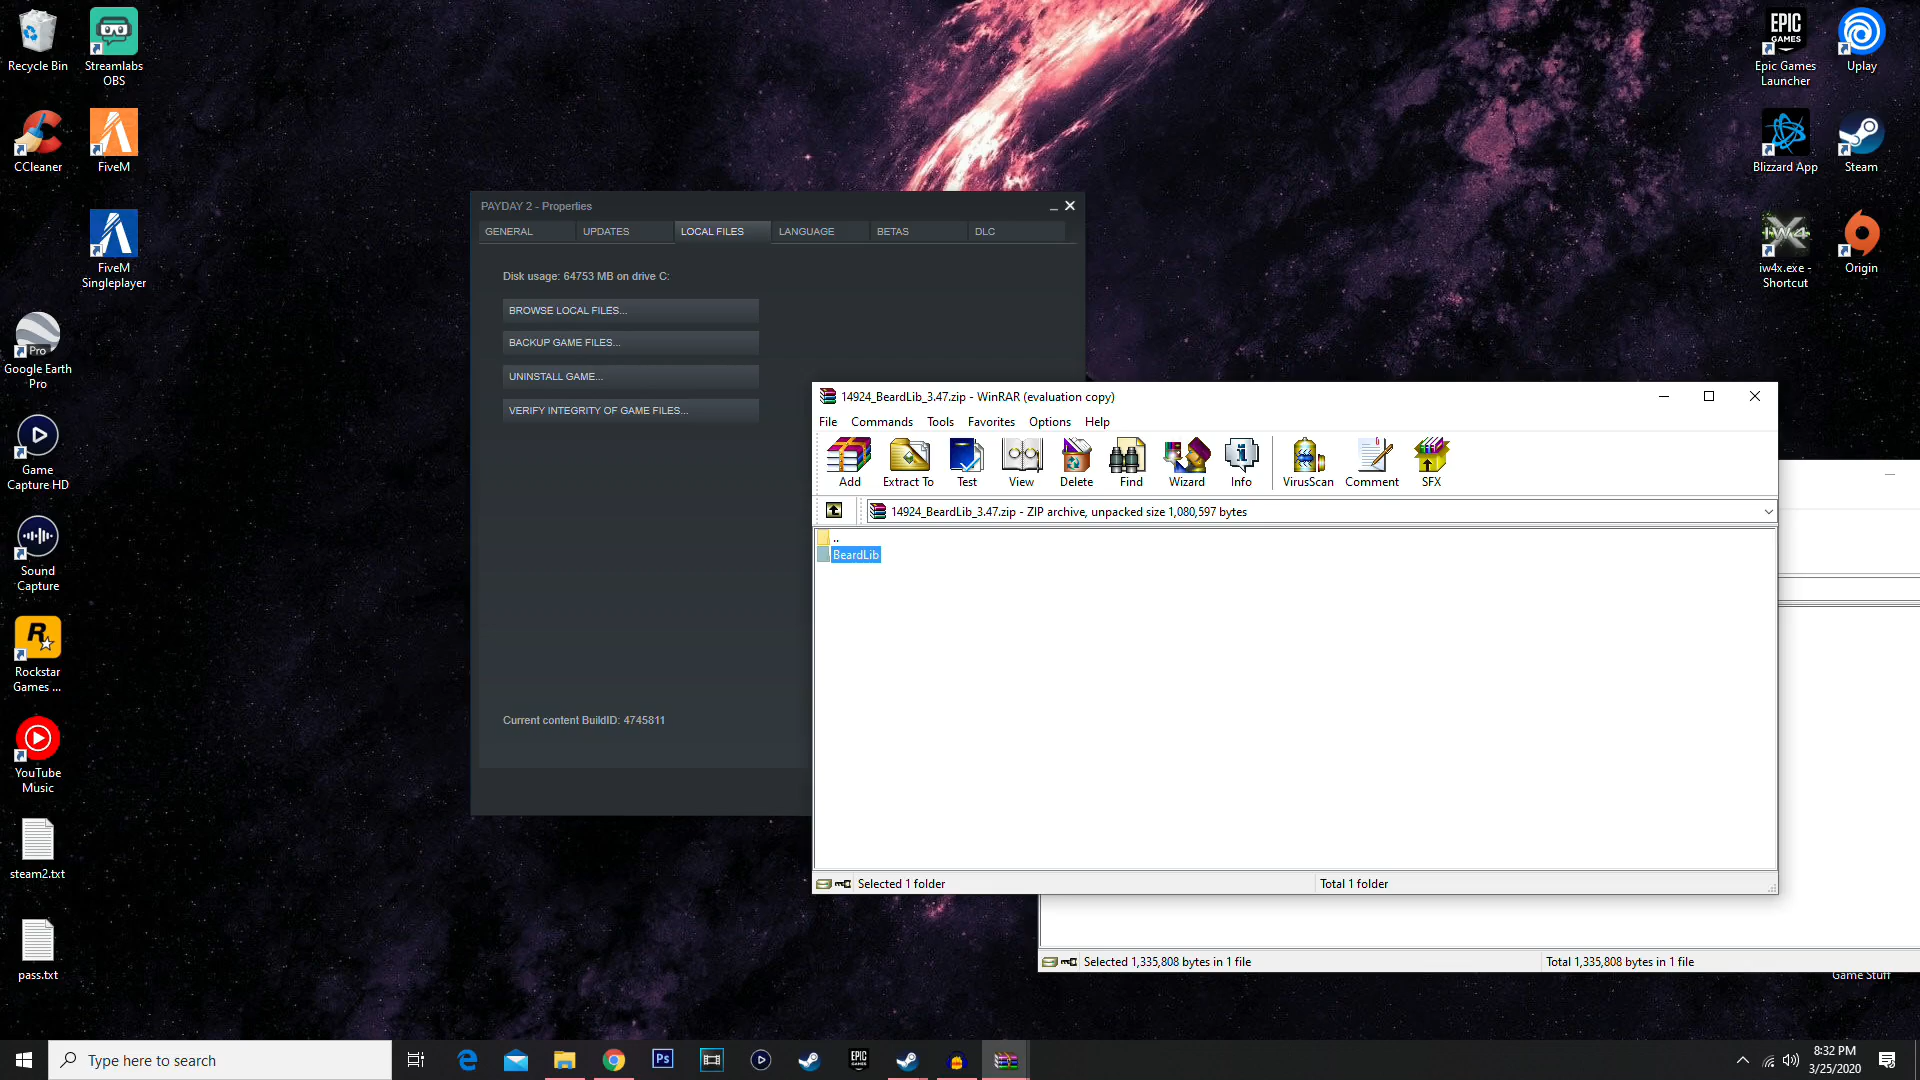 Recycle Bin
Streamlabs
OBS
CCleaner
FiveM
FiveM
Singleplayer
Pro
Google Earth
Pro
Game
Capture HD
Sound
Capture
R
Rockstar
Games ...
YouTube
Music
steam2.txt
pass.txt
EPIC
GAMES
Epic Games
Launcher
Uplay
Blizzard App
Steam
IW4
iw4x.exe -
Shortcut
Origin
PAYDAY 2 - Properties
GENERAL
UPDATES
LOCAL FILES
LANGUAGE
BETAS
DLC
Disk usage: 64753 MB on drive C:
BROWSE LOCAL FILES...
BACKUP GAME FILES...
UNINSTALL GAME...
VERIFY INTEGRITY OF GAME FILES...
Current content BuildID: 4745811
14924_BeardLib_3.47.zip - WinRAR (evaluation copy)
File Commands Tools Favorites Options Help
Add Extract To Test View Delete Find Wizard Info VirusScan Comment SFX
14924_BeardLib_3.47.zip - ZIP archive, unpacked size 1,080,597 bytes
..
BeardLib
Selected 1 folder
Total 1 folder
Selected 1,335,808 bytes in 1 file
Total 1,335,808 bytes in 1 file
Game Stuff
Type here to search
Ps
EPIC
GAMES
8:32 PM
3/25/2020